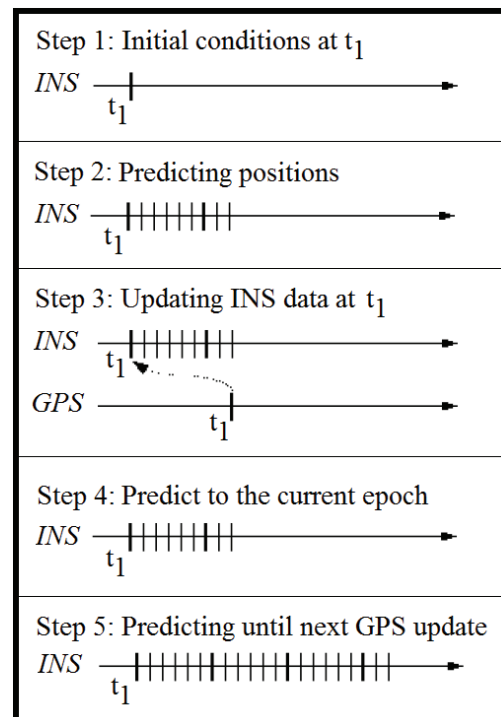 Step 1: Initial conditions at t1
INS
t1
Step 2: Predicting positions
INS
t1
Step 3: Updating INS data at t1
INS
t1
GPS
t1
Step 4: Predict to the current epoch
INS
t1
Step 5: Predicting until next GPS update
INS
t1